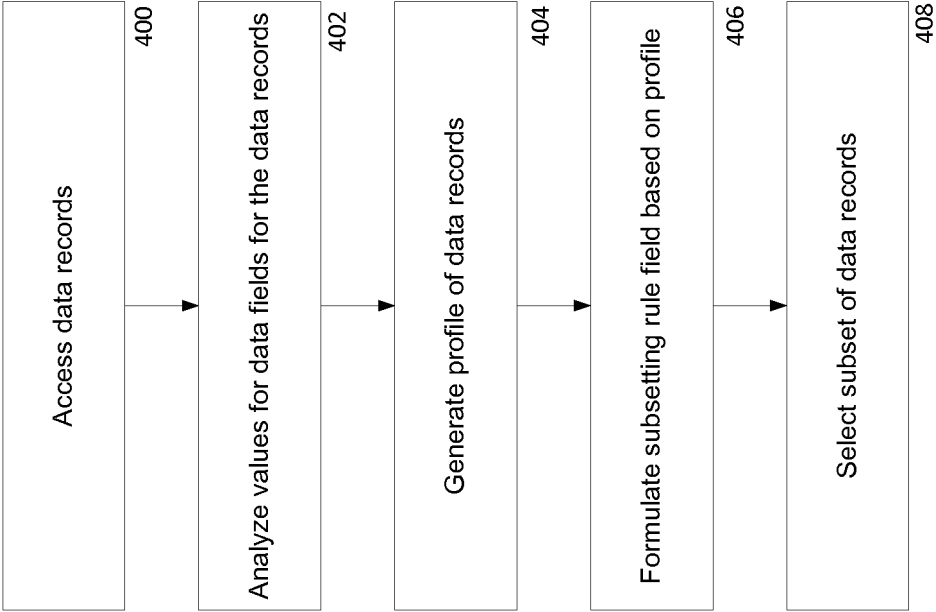 Access data records
400
Analyze values for data fields for the data records
402
Generate profile of data records
404
Formulate subsetting rule field based on profile
406
Select subset of data records
408